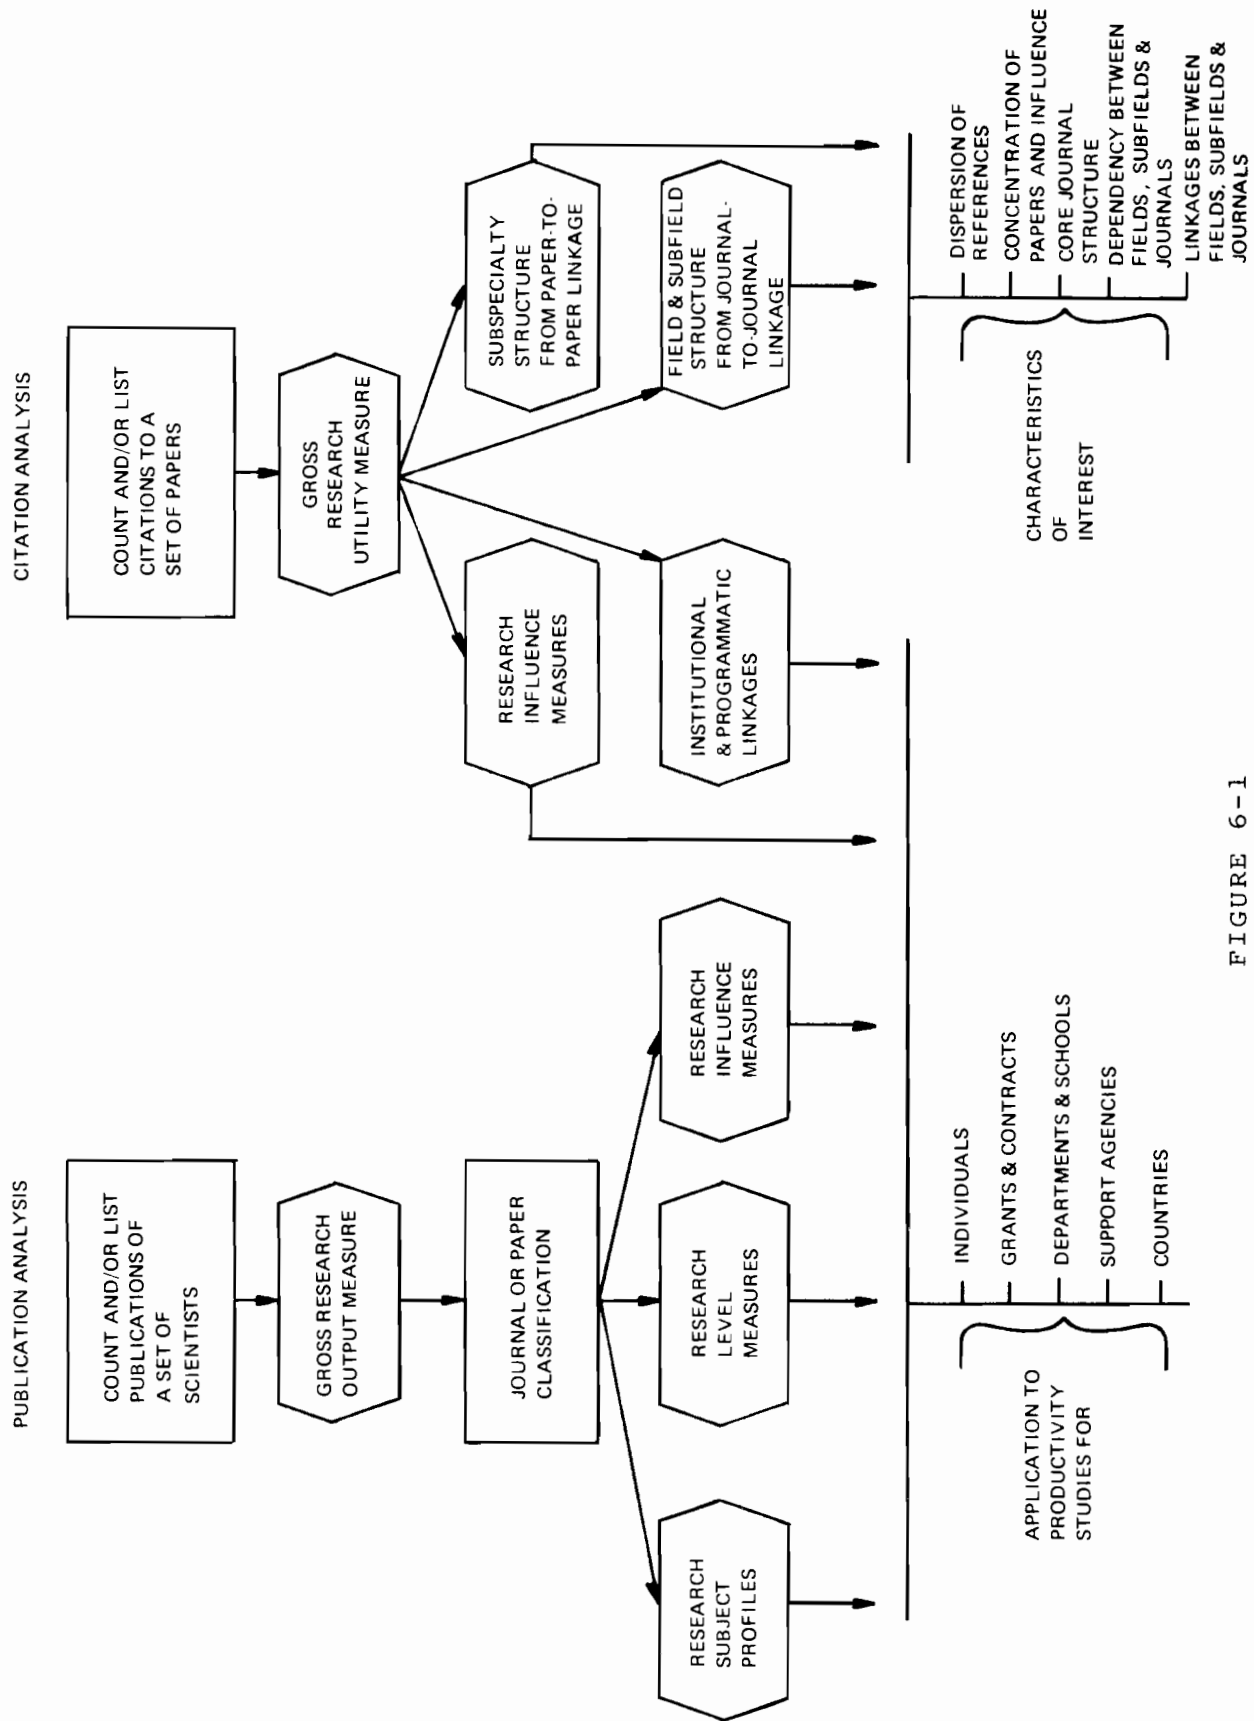 PUBLICATION ANALYSIS
COUNT AND/OR LIST
PUBLICATIONS OF
A SET OF
SCIENTISTS
GROSS RESEARCH
OUTPUT MEASURE
JOURNAL OR PAPER
CLASSIFICATION
RESEARCH
SUBJECT
PROFILES
RESEARCH
LEVEL
MEASURES
RESEARCH
INFLUENCE
MEASURES
APPLICATION TO
PRODUCTIVITY
STUDIES FOR
INDIVIDUALS
GRANTS & CONTRACTS
DEPARTMENTS & SCHOOLS
SUPPORT AGENCIES
COUNTRIES
CITATION ANALYSIS
COUNT AND/OR LIST
CITATIONS TO A
SET OF PAPERS
GROSS
RESEARCH
UTILITY MEASURE
RESEARCH
INFLUENCE
MEASURES
SUBSPECIALTY
STRUCTURE
FROM PAPER-TO-
PAPER LINKAGE
INSTITUTIONAL
& PROGRAMMATIC
LINKAGES
FIELD & SUBFIELD
STRUCTURE
FROM JOURNAL-
TO-JOURNAL
LINKAGE
CHARACTERISTICS
OF
INTEREST
DISPERSION OF
REFERENCES
CONCENTRATION OF
PAPERS AND INFLUENCE
CORE JOURNAL
STRUCTURE
DEPENDENCY BETWEEN
FIELDS, SUBFIELDS &
JOURNALS
LINKAGES BETWEEN
FIELDS, SUBFIELDS &
JOURNALS
FIGURE 6-1